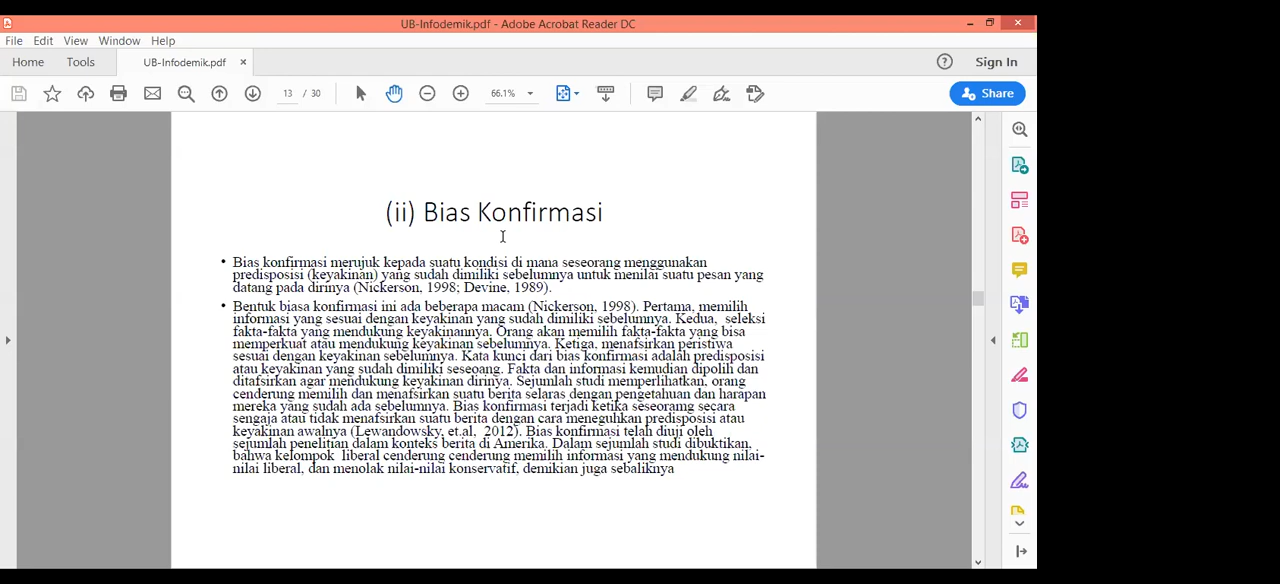 UB-Infodemik.pdf - Adobe Acrobat Reader DC
File Edit View Window Help
Home Tools UB-Infodemik.pdf × Sign In
13 / 30 66.1% Share
(ii) Bias Konfirmasi
• Bias konfirmasi merujuk kepada suatu kondisi di mana seseorang menggunakan
predisposisi (keyakinan) yang sudah dimiliki sebelumnya untuk menilai suatu pesan yang
datang pada dirinya (Nickerson, 1998; Devine, 1989).
• Bentuk biasa konfirmasi ini ada beberapa macam (Nickerson, 1998). Pertama, memilih
informasi yang sesuai dengan keyakinan yang sudah dimiliki sebelumnya. Kedua, seleksi
fakta-fakta yang mendukung keyakinannya. Orang akan memilih fakta-fakta yang bisa
memperkuat atau mendukung keyakinan sebelumnya. Ketiga, menafsirkan peristiwa
sesuai dengan keyakinan sebelumnya. Kata kunci dari bias konfirmasi adalah predisposisi
atau keyakinan yang sudah dimiliki seseoang. Fakta dan informasi kemudian dipolih dan
ditafsirkan agar mendukung keyakinan dirinya. Sejumlah studi memperlihatkan, orang
cenderung memilih dan menafsirkan suatu berita selaras dengan pengetahuan dan harapan
mereka yang sudah ada sebelumnya. Bias konfirmasi terjadi ketika seseoramg secara
sengaja atau tidak menafsirkan suatu berita dengan cara meneguhkan predisposisi atau
keyakinan awalnya (Lewandowsky, et.al, 2012). Bias konfirmasi telah diuji oleh
sejumlah penelitian dalam konteks berita di Amerika. Dalam sejumlah studi dibuktikan,
bahwa kelompok liberal cenderung cenderung memilih informasi yang mendukung nilai-
nilai liberal, dan menolak nilai-nilai konservatif, demikian juga sebaliknya